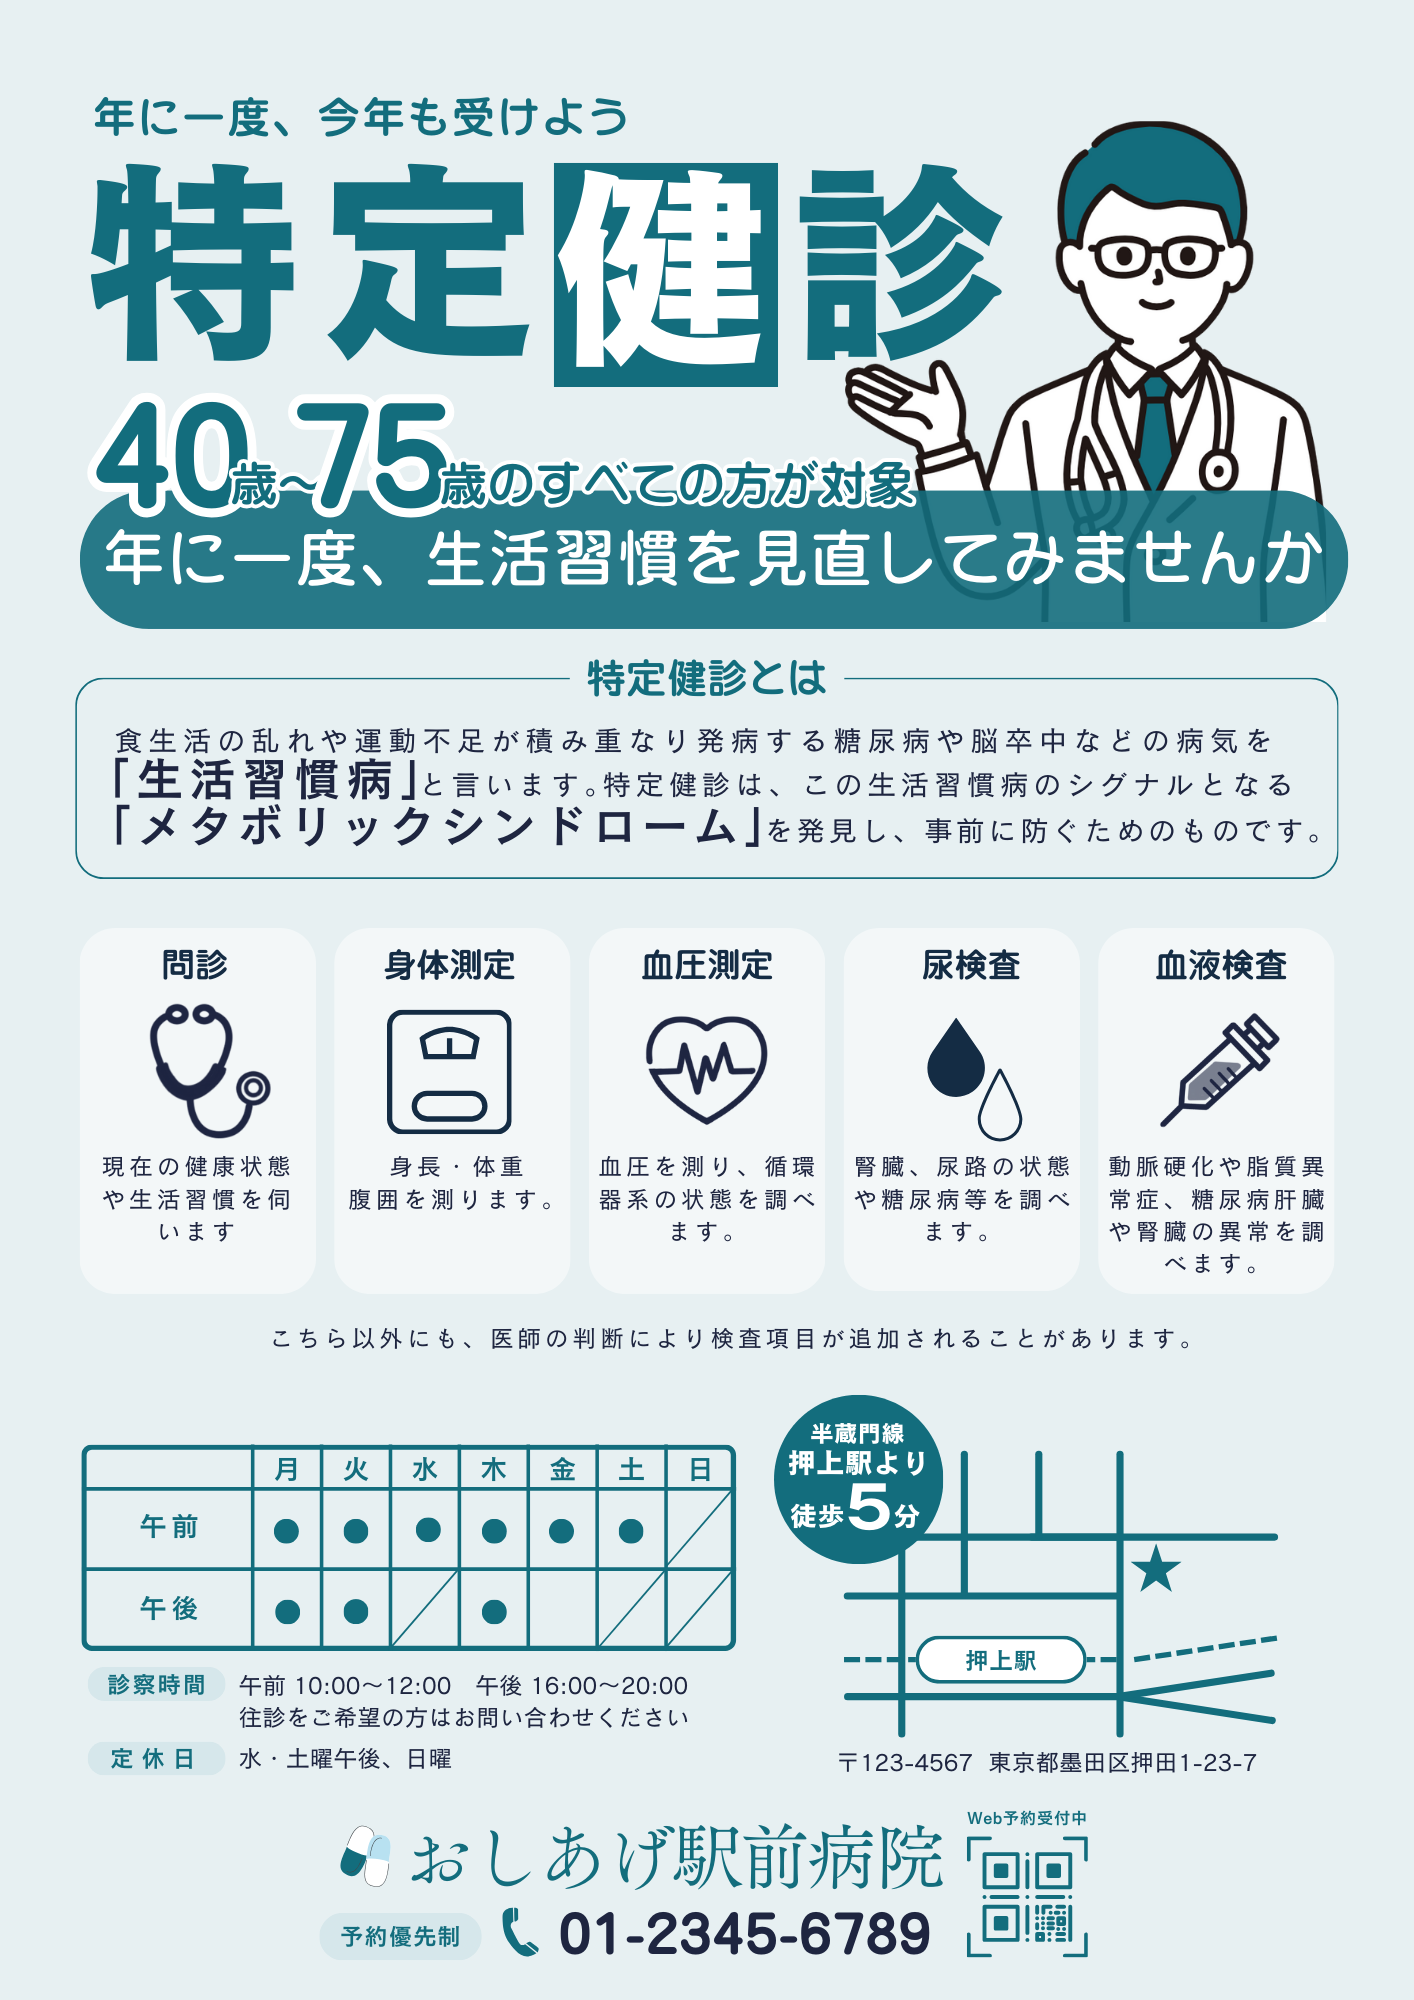 年に一度、今年も受けよう
特定健診
40歳〜75歳のすべての方が対象
年に一度、生活習慣を見直してみませんか
特定健診とは
食生活の乱れや運動不足が積み重なり発病する糖尿病や脳卒中などの病気を
「生活習慣病」と言います。特定健診は、この生活習慣病のシグナルとなる
「メタボリックシンドローム」を発見し、事前に防ぐためのものです。
問診
現在の健康状態
や生活習慣を伺
います
身体測定
身長・体重
腹囲を測ります。
血圧測定
血圧を測り、循環
器系の状態を調べ
ます。
尿検査
腎臓、尿路の状態
や糖尿病等を調べ
ます。
血液検査
動脈硬化や脂質異
常症、糖尿病肝臓
や腎臓の異常を調
べます。
こちら以外にも、医師の判断により検査項目が追加されることがあります。
月 火 水 木 金 土 日
午前 ● ● ● ● ● ●
午後 ● ● ●
診察時間 午前 10:00〜12:00 午後 16:00〜20:00
往診をご希望の方はお問い合わせください
定休日 水・土曜午後、日曜
半蔵門線
押上駅より
徒歩5分
押上駅
〒123-4567 東京都墨田区押田1-23-7
おしあげ駅前病院
Web予約受付中
予約優先制 01-2345-6789